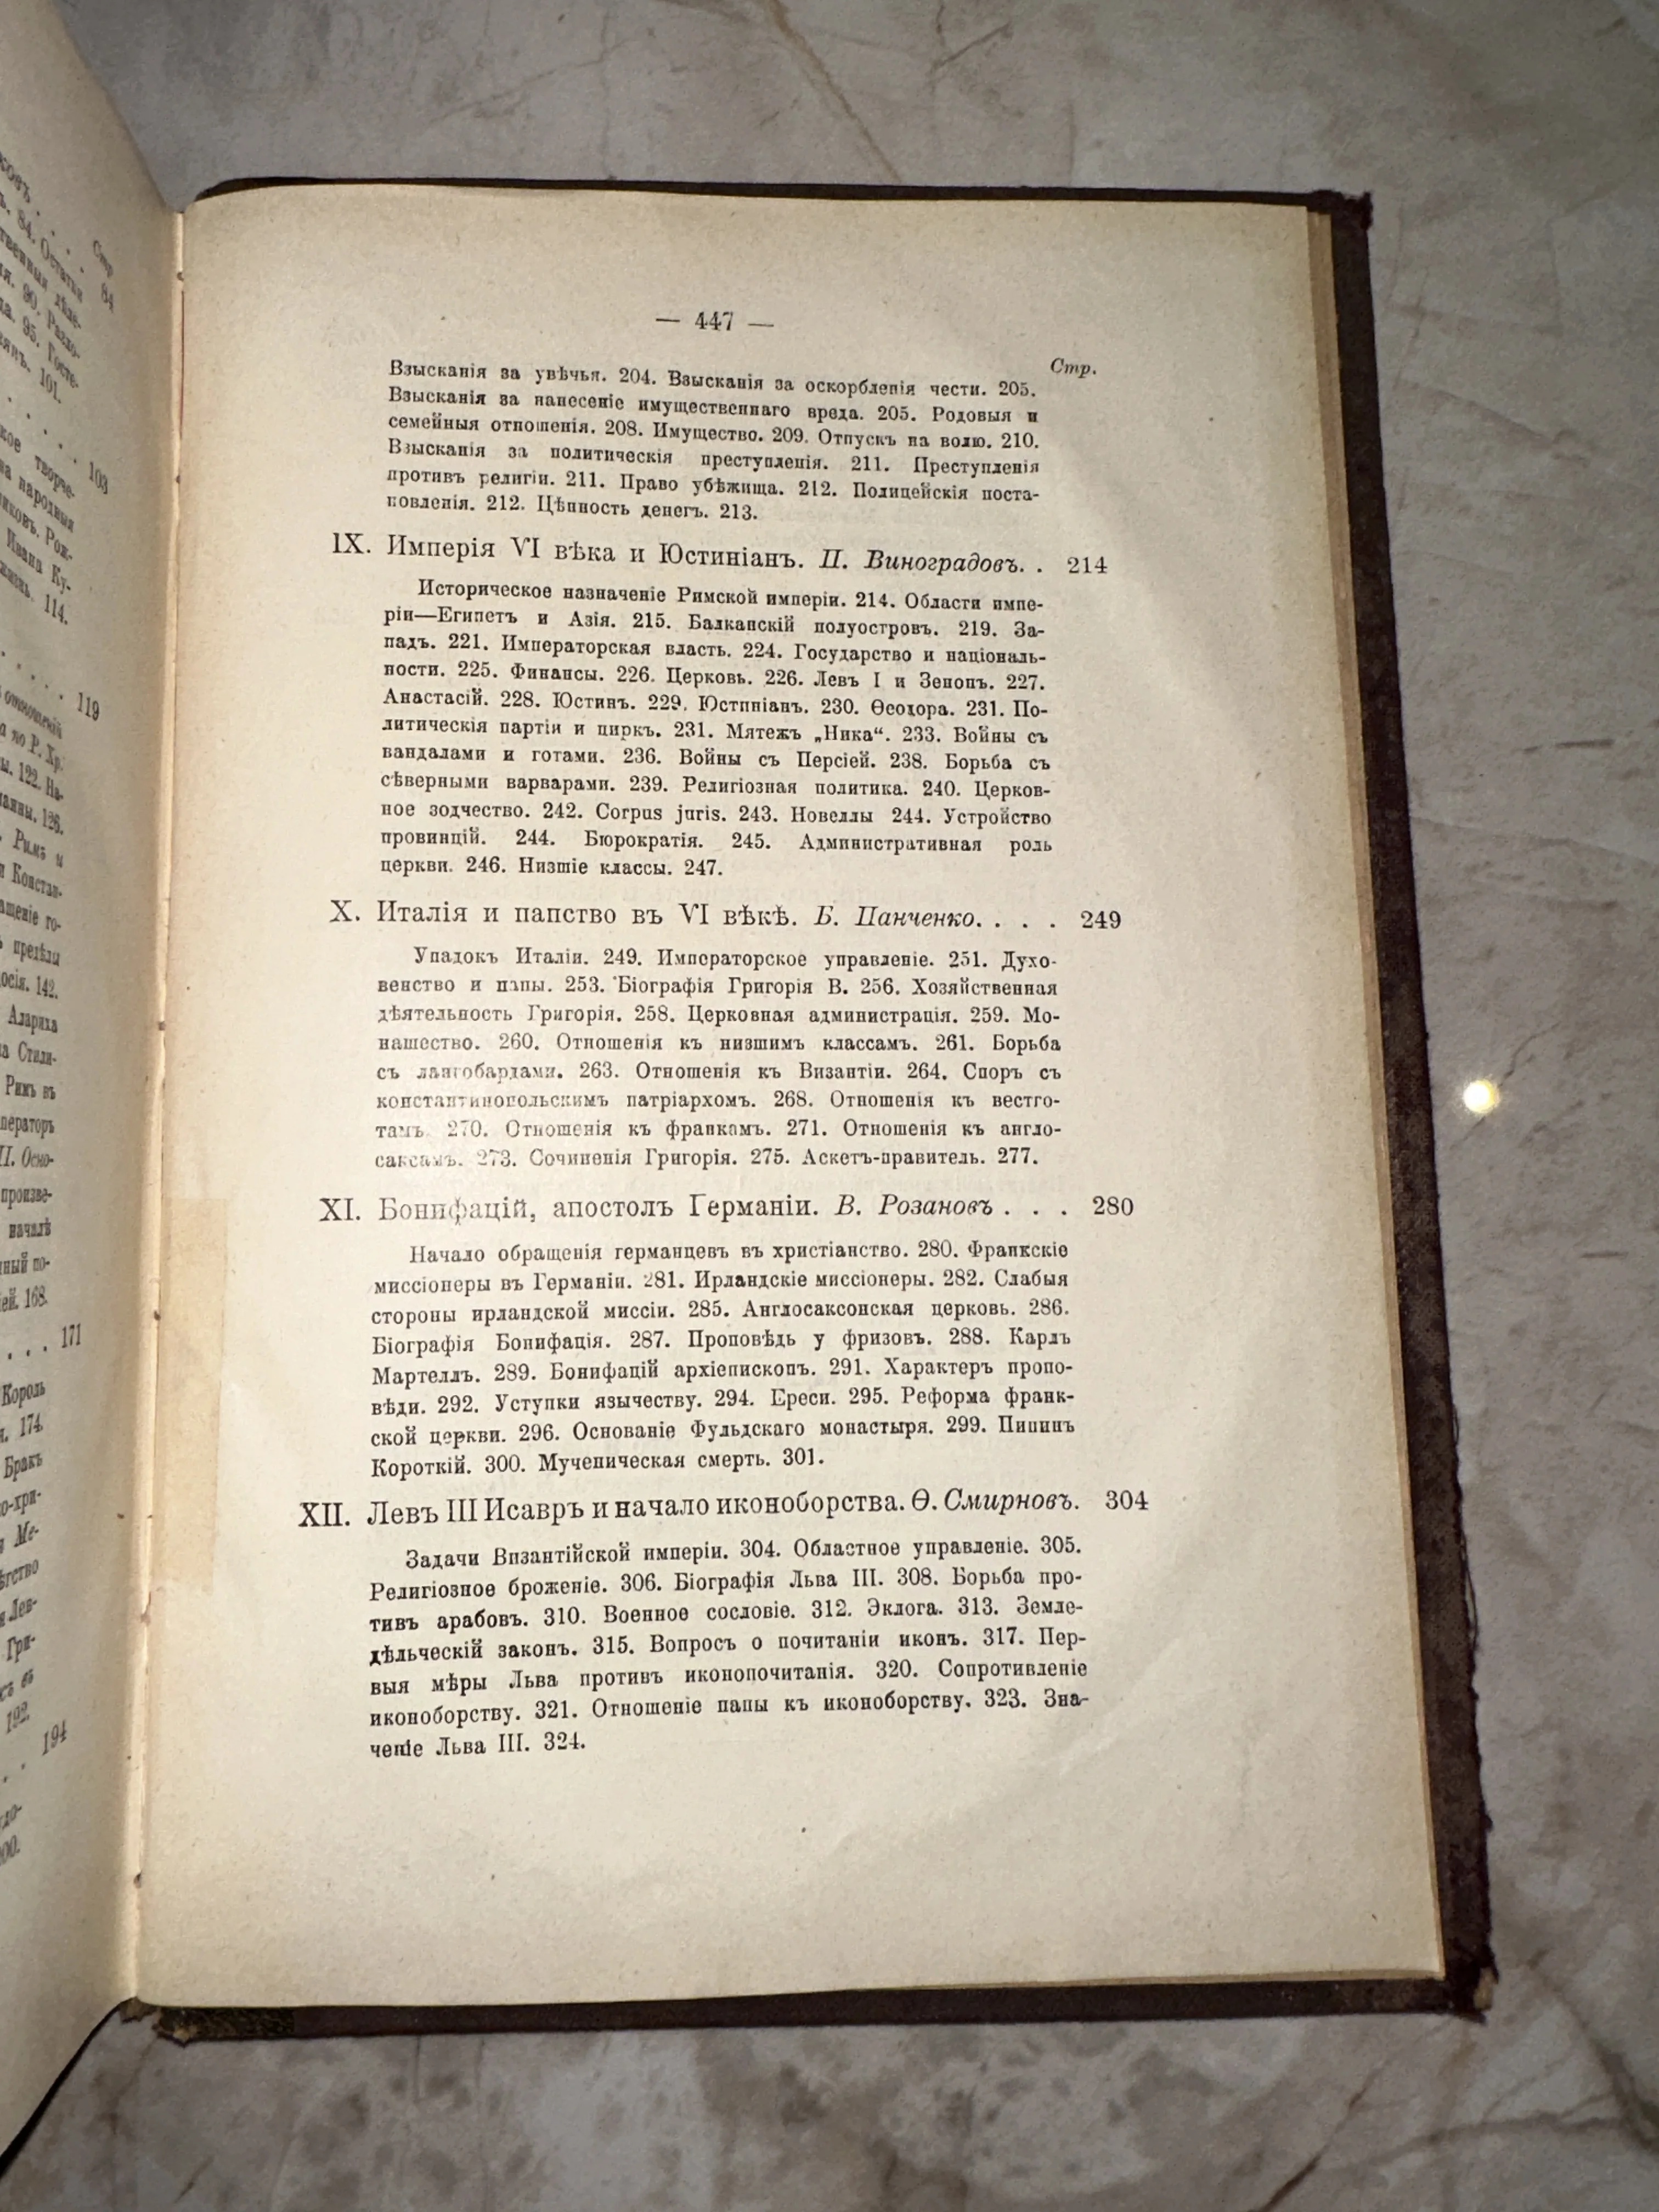 — 447 —
Стр.
Взысканія за увѣчья. 204. Взысканія за оскорбленія чести. 205.
Взысканія за нанесеніе имущественнаго вреда. 205. Родовыя и
семейныя отношенія. 208. Имущество. 209. Отпускъ на волю. 210.
Взысканія за политическія преступленія. 211. Преступленія
противъ религіи. 211. Право убѣжища. 212. Полицейскія поста-
новленія. 212. Цѣнность денегъ. 213.
IX. Имперія VI вѣка и Юстиніанъ. П. Виноградовъ. . 214
Историческое назначеніе Римской имперіи. 214. Области импе-
ріи—Египетъ и Азія. 215. Балканскій полуостровъ. 219. За-
падъ. 221. Императорская власть. 224. Государство и націоналъ-
ности. 225. Финансы. 226. Церковь. 226. Левъ I и Зенонъ. 227.
Анастасій. 228. Юстинъ. 229. Юстиніанъ. 230. Ѳеодора. 231. По-
литическія партіи и циркъ. 231. Мятежъ „Ника“. 233. Войны съ
вандалами и готами. 236. Войны съ Персіей. 238. Борьба съ
сѣверными варварами. 239. Религіозная политика. 240. Церков-
ное зодчество. 242. Corpus juris. 243. Новеллы 244. Устройство
провинцій. 244. Бюрократія. 245. Административная роль
церкви. 246. Низшіе классы. 247.
X. Италія и папство въ VI вѣкѣ. Б. Панченко. . . . 249
Упадокъ Италіи. 249. Императорское управленіе. 251. Духо-
венство и папы. 253. Біографія Григорія В. 256. Хозяйственная
дѣятельность Григорія. 258. Церковная администрація. 259. Мо-
нашество. 260. Отношенія къ низшимъ классамъ. 261. Борьба
съ лангобардами. 263. Отношенія къ Византіи. 264. Споръ съ
константинопольскимъ патріархомъ. 268. Отношенія къ вестго-
тамъ. 270. Отношенія къ франкамъ. 271. Отношенія къ англо-
саксамъ. 273. Сочиненія Григорія. 275. Аскетъ-правитель. 277.
XI. Бонифацій, апостолъ Германіи. В. Розановъ . . . 280
Начало обращенія германцевъ въ христіанство. 280. Франкскіе
миссіонеры въ Германіи. 281. Ирландскіе миссіонеры. 282. Слабыя
стороны ирландской миссіи. 285. Англосаксонская церковь. 286.
Біографія Бонифація. 287. Проповѣдь у фризовъ. 288. Карлъ
Мартеллъ. 289. Бонифацій архіепископъ. 291. Характеръ пропо-
вѣди. 292. Уступки язычеству. 294. Ереси. 295. Реформа франк-
ской церкви. 296. Основаніе Фульдскаго монастыря. 299. Пипинъ
Короткій. 300. Мученическая смерть. 301.
XII. Левъ III Исавръ и начало иконоборства. Ѳ. Смирновъ. 304
Задачи Византійской имперіи. 304. Областное управленіе. 305.
Религіозное броженіе. 306. Біографія Льва III. 308. Борьба про-
тивъ арабовъ. 310. Военное сословіе. 312. Эклога. 313. Земле-
дѣльческій законъ. 315. Вопросъ о почитаніи иконъ. 317. Пер-
выя мѣры Льва противъ иконопочитанія. 320. Сопротивленіе
иконоборству. 321. Отношеніе папы къ иконоборству. 323. Зна-
ченіе Льва III. 324.